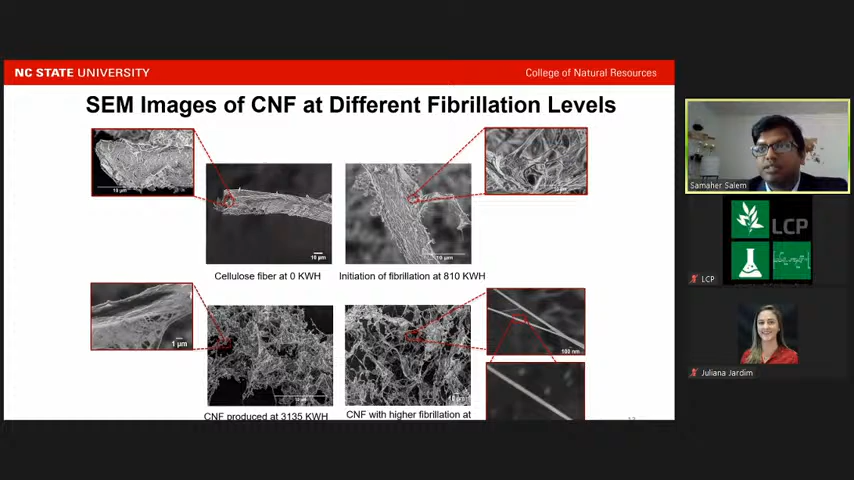 NC STATE UNIVERSITY
College of Natural Resources
SEM Images of CNF at Different Fibrillation Levels
10 µm
10 µm
10 µm
Cellulose fiber at 0 KWH
Initiation of fibrillation at 810 KWH
1 µm
100 nm
CNF produced at 3135 KWH
CNF with higher fibrillation at
Samaher Salem
LCP
LCP
Juliana Jardim